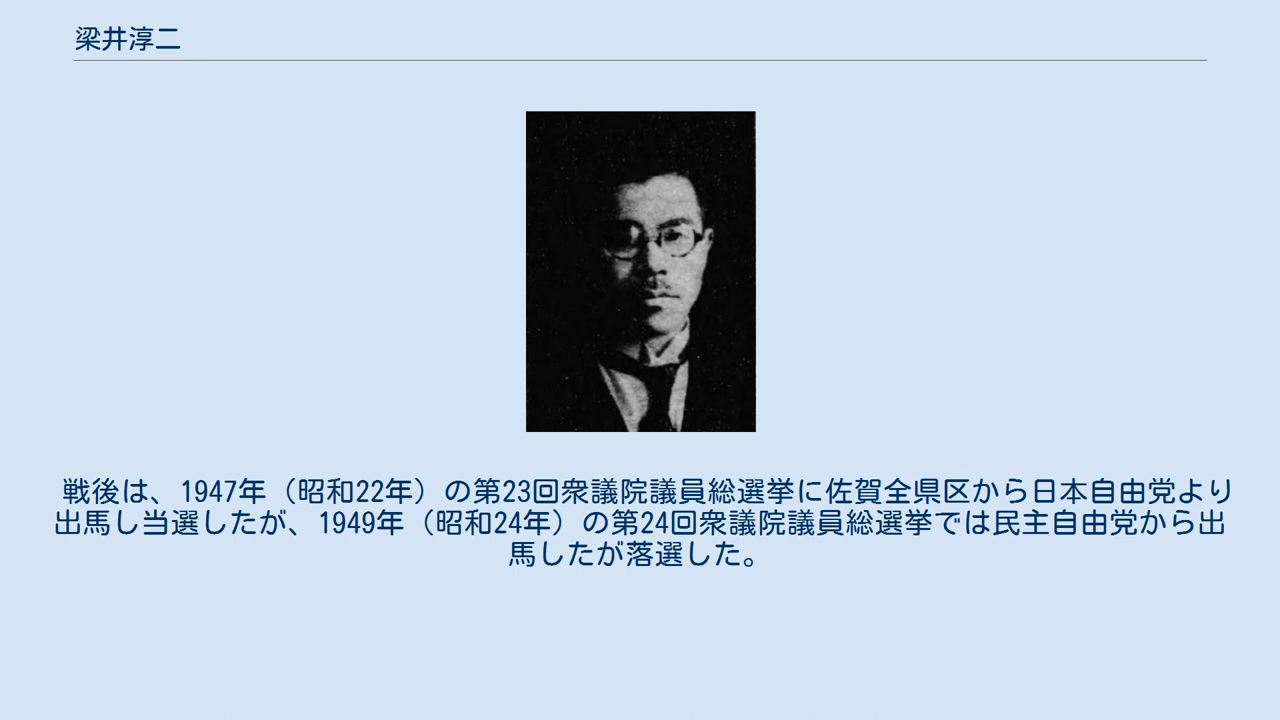 梁井淳二
戦後は、1947年（昭和22年）の第23回衆議院議員総選挙に佐賀全県区から日本自由党より
出馬し当選したが、1949年（昭和24年）の第24回衆議院議員総選挙では民主自由党から出
馬したが落選した。